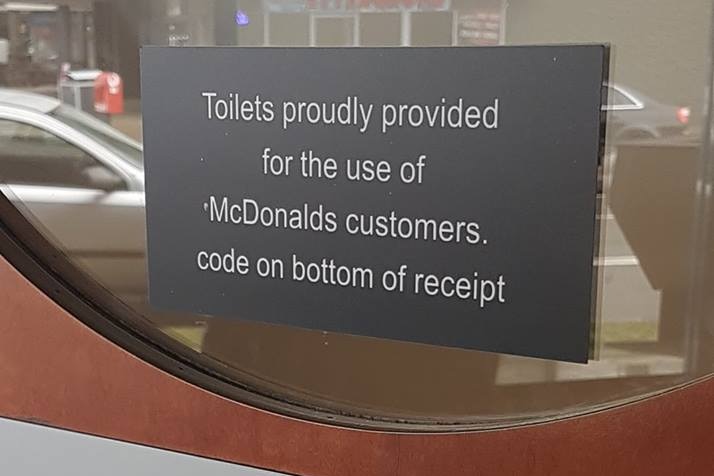 Toilets proudly provided
for the use of
McDonalds customers.
code on bottom of receipt